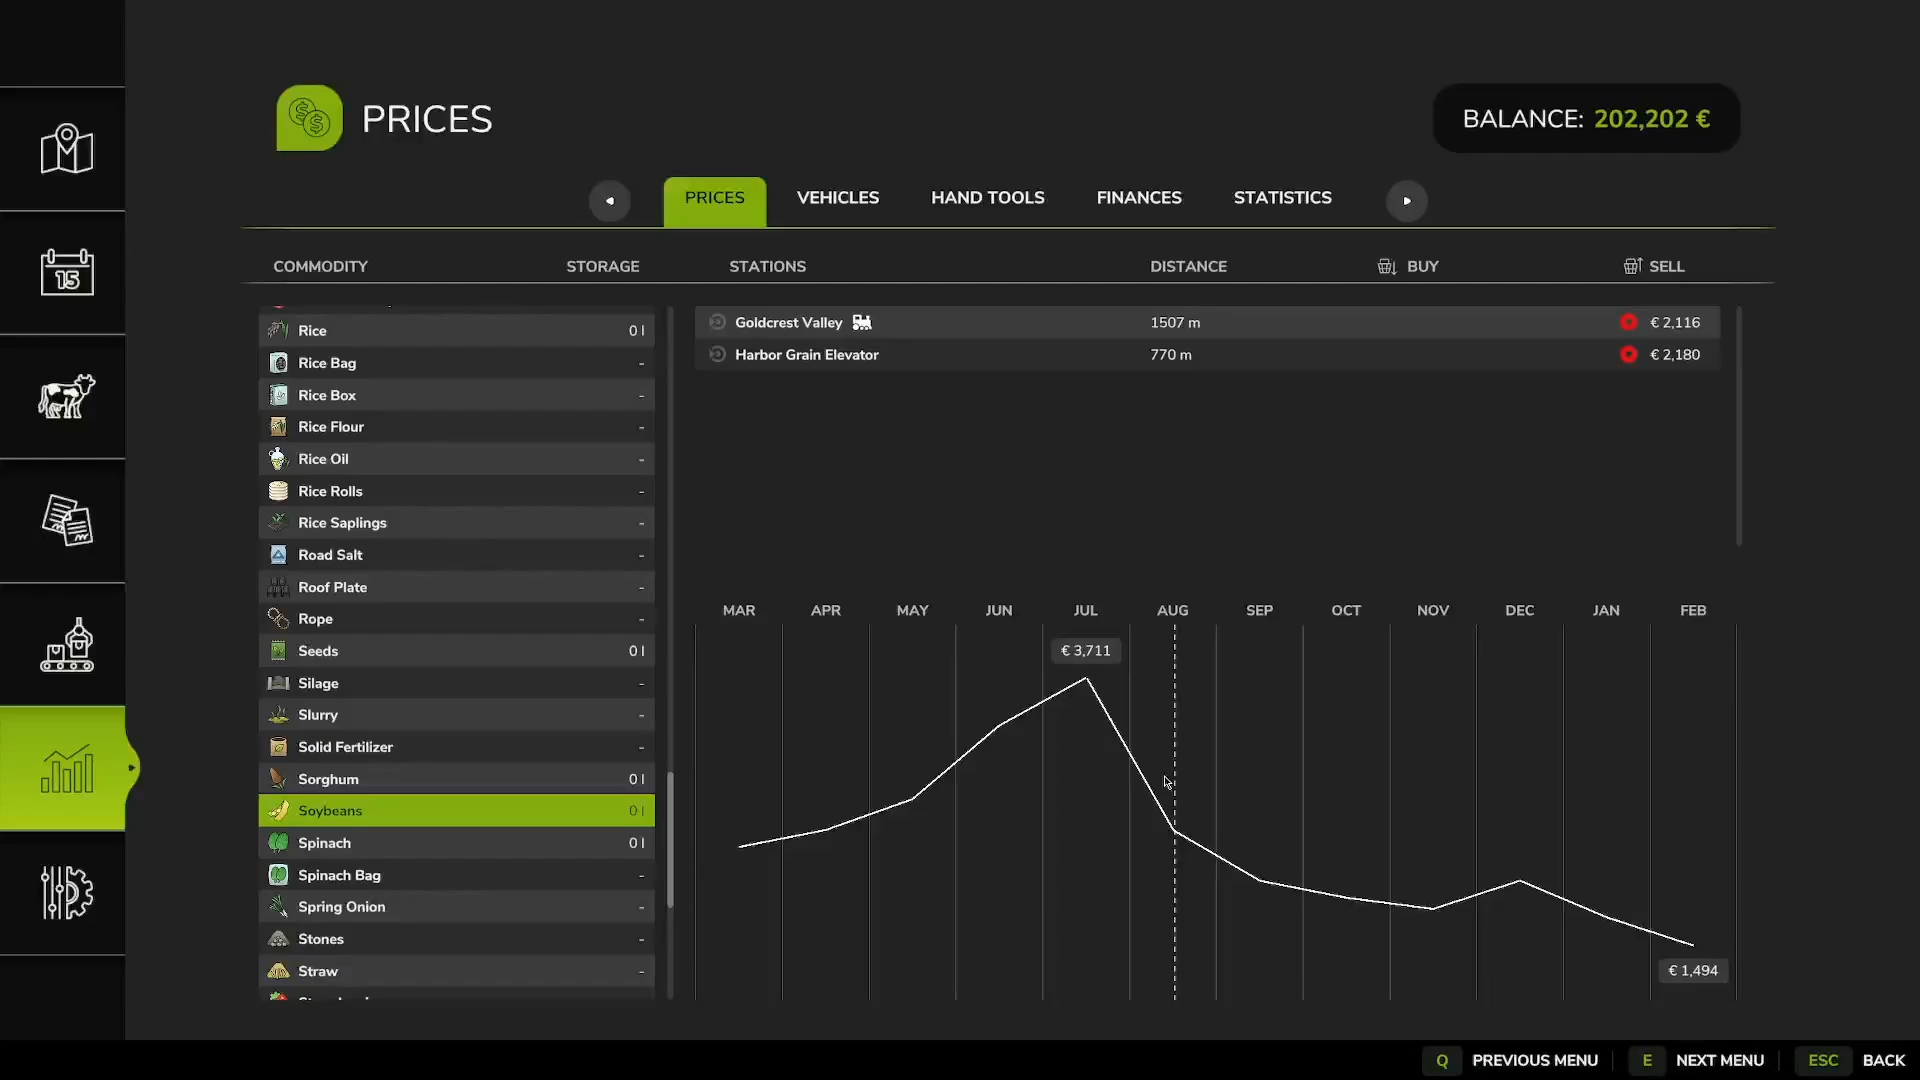 PRICES
BALANCE: 202,202 €
PRICES VEHICLES HAND TOOLS FINANCES STATISTICS
COMMODITY STORAGE STATIONS DISTANCE BUY SELL
15
Rice 0 l
Rice Bag -
Rice Box -
Rice Flour -
Rice Oil -
Rice Rolls -
Rice Saplings -
Road Salt -
Roof Plate -
Rope -
Seeds 0 l
Silage -
Slurry -
Solid Fertilizer -
Sorghum 0 l
Soybeans 0 l
Spinach 0 l
Spinach Bag -
Spring Onion -
Stones -
Straw -
Goldcrest Valley 1507 m € 2,116
Harbor Grain Elevator 770 m € 2,180
MAR APR MAY JUN JUL AUG SEP OCT NOV DEC JAN FEB
€ 3,711
€ 1,494
Q PREVIOUS MENU E NEXT MENU ESC BACK